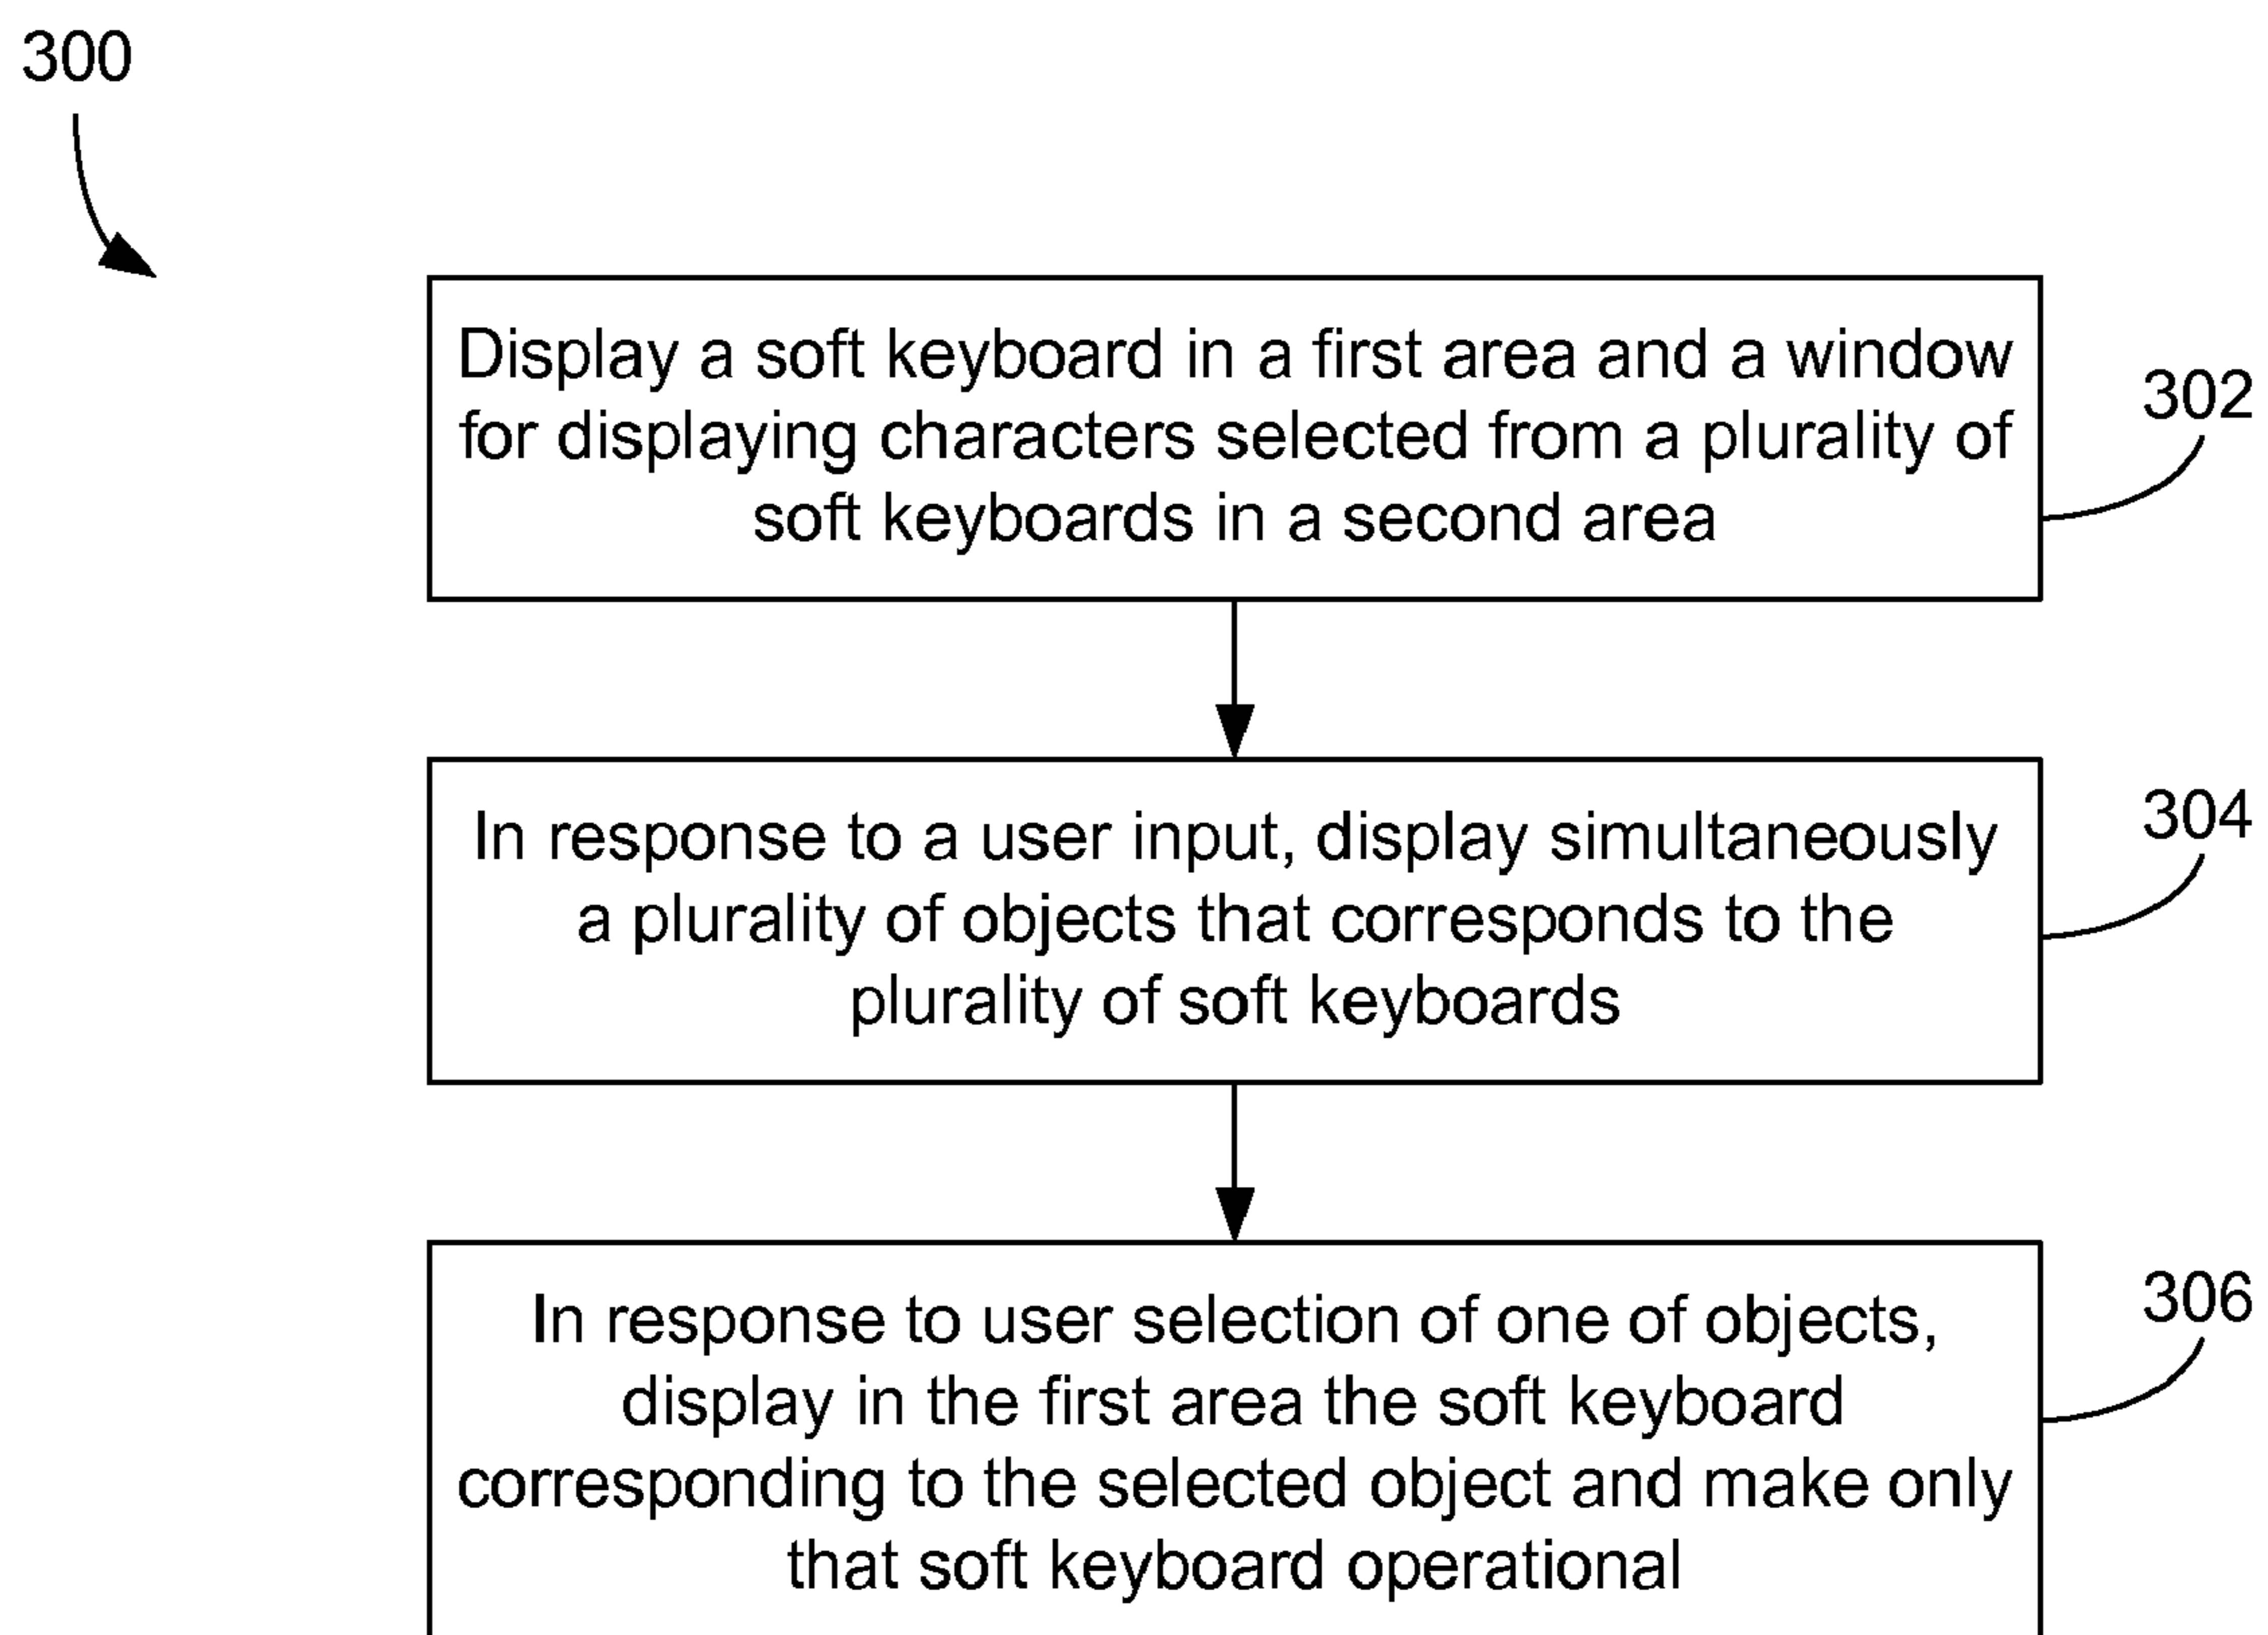 300
Display a soft keyboard in a first area and a window
for displaying characters selected from a plurality of
soft keyboards in a second area
302
In response to a user input, display simultaneously
a plurality of objects that corresponds to the
plurality of soft keyboards
304
In response to user selection of one of objects,
display in the first area the soft keyboard
corresponding to the selected object and make only
that soft keyboard operational
306